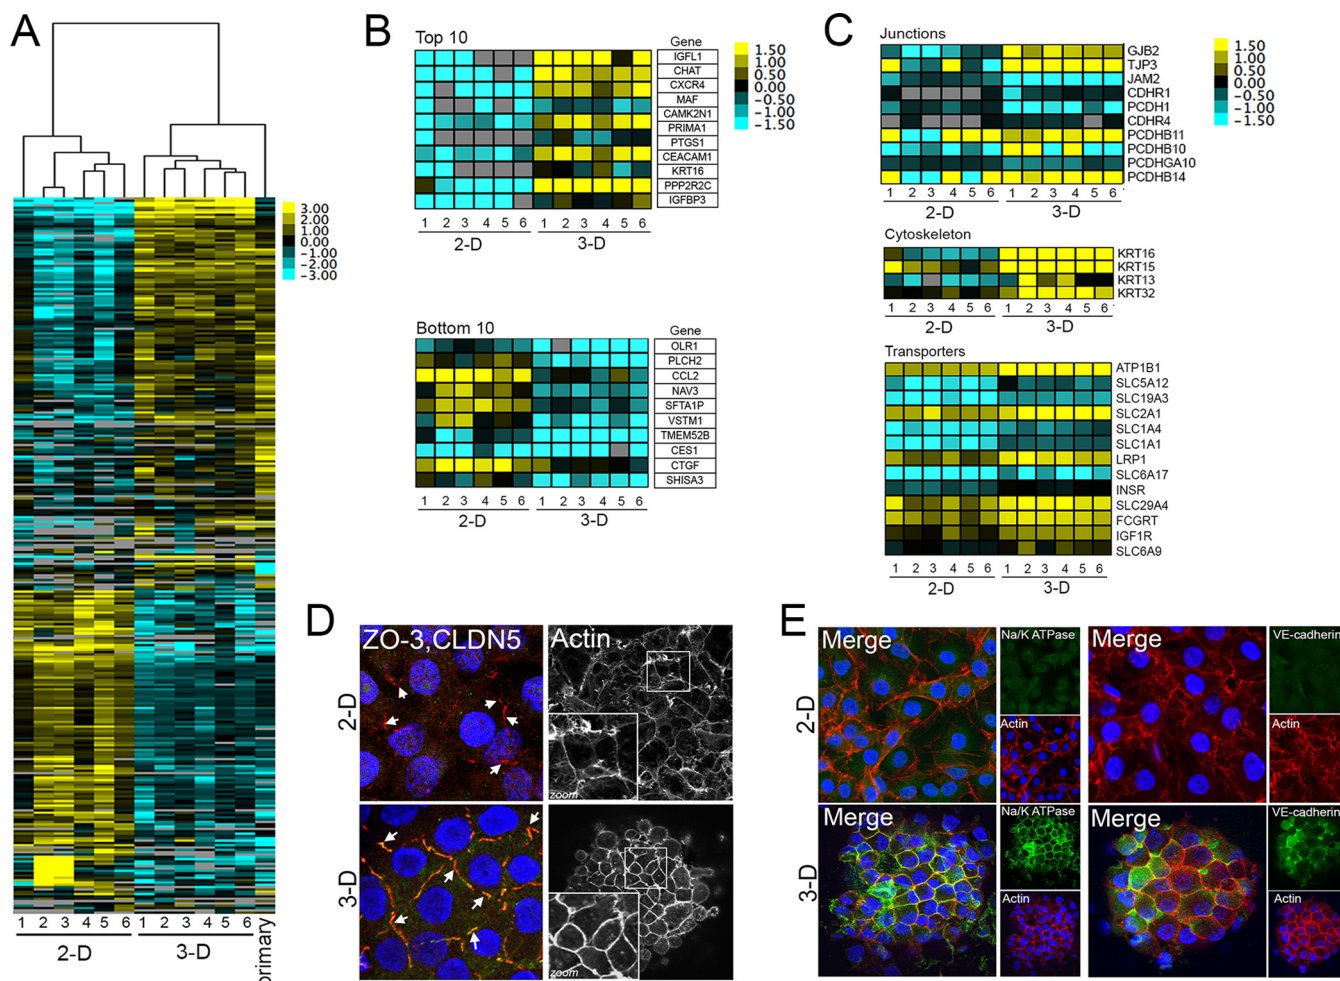 A
3.00
2.00
1.00
0.00
-1.00
-2.00
-3.00
1 2 3 4 5 6 1 2 3 4 5 6
2-D 3-D primary
B
Top 10
Gene
IGFL1
CHAT
CXCR4
MAF
CAMK2N1
PRIMA1
PTGS1
CEACAM1
KRT16
PPP2R2C
IGFBP3
1.50
1.00
0.50
0.00
-0.50
-1.00
-1.50
1 2 3 4 5 6 1 2 3 4 5 6
2-D 3-D
Bottom 10
Gene
OLR1
PLCH2
CCL2
NAV3
SFTA1P
VSTM1
TMEM52B
CES1
CTGF
SHISA3
1 2 3 4 5 6 1 2 3 4 5 6
2-D 3-D
C
Junctions
GJB2
TJP3
JAM2
CDHR1
PCDH1
CDHR4
PCDHB11
PCDHB10
PCDHGA10
PCDHB14
1.50
1.00
0.50
0.00
-0.50
-1.00
-1.50
1 2 3 4 5 6 1 2 3 4 5 6
2-D 3-D
Cytoskeleton
KRT16
KRT15
KRT13
KRT32
1 2 3 4 5 6 1 2 3 4 5 6
2-D 3-D
Transporters
ATP1B1
SLC5A12
SLC19A3
SLC2A1
SLC1A4
SLC1A1
LRP1
SLC6A17
INSR
SLC29A4
FCGRT
IGF1R
SLC6A9
1 2 3 4 5 6 1 2 3 4 5 6
2-D 3-D
D
ZO-3,CLDN5
Actin
2-D
zoom
3-D
zoom
E
Merge
Na/K ATPase
Merge
VE-cadherin
2-D
Actin
Actin
Merge
Na/K ATPase
Merge
VE-cadherin
3-D
Actin
Actin